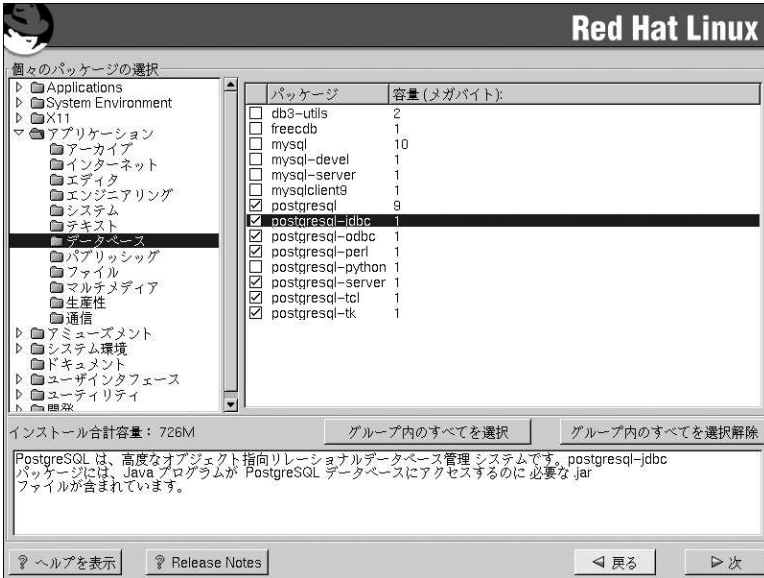 Red Hat Linux
個々のパッケージの選択
Applications
System Environment
X11
アプリケーション
アーカイブ
インターネット
エディタ
エンジニアリング
システム
テキスト
データベース
パブリッシッグ
ファイル
マルチメディア
生産性
通信
アミューズメント
システム環境
ドキュメント
ユーザインタフェース
ユーティリティ
開発
パッケージ 容量(メガバイト):
db3-utils 2
freecdb 1
mysql 10
mysql-devel 1
mysql-server 1
mysqlclient9 1
postgresql 9
postgresql-jdbc 1
postgresql-odbc 1
postgresql-perl 1
postgresql-python 1
postgresql-server 1
postgresql-tcl 1
postgresql-tk 1
インストール合計容量: 726M
グループ内のすべてを選択
グループ内のすべてを選択解除
PostgreSQL は、高度なオブジェクト指向リレーショナルデータベース管理 システムです。postgresql-jdbc
パッケージには、Java プログラムが PostgreSQL データベースにアクセスするのに 必要な .jar
ファイルが含まれています。
? ヘルプを表示
? Release Notes
戻る
次